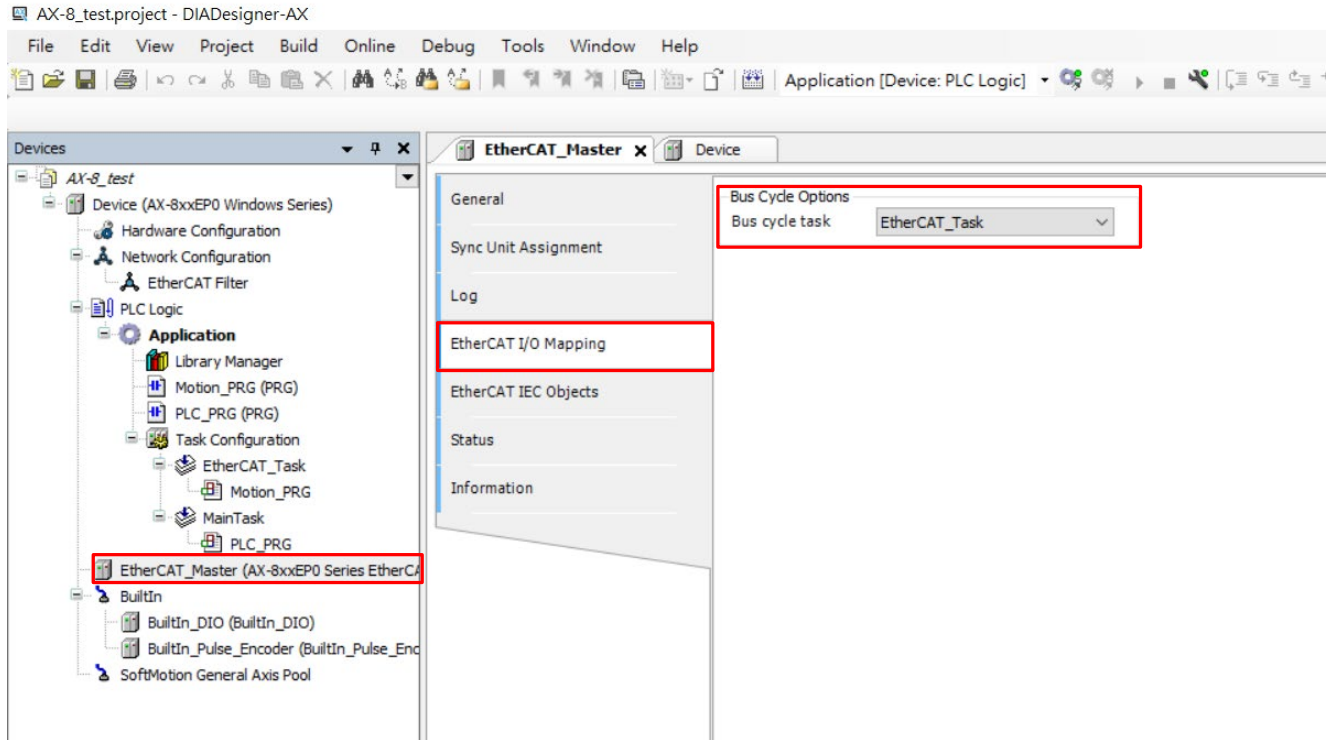 AX-8_test.project - DIADesigner-AX
File Edit View Project Build Online Debug Tools Window Help
Application [Device: PLC Logic]
Devices
AX-8_test
Device (AX-8xxEP0 Windows Series)
Hardware Configuration
Network Configuration
EtherCAT Filter
PLC Logic
Application
Library Manager
Motion_PRG (PRG)
PLC_PRG (PRG)
Task Configuration
EtherCAT_Task
Motion_PRG
MainTask
PLC_PRG
EtherCAT_Master (AX-8xxEP0 Series EtherCA
BuiltIn
BuiltIn_DIO (BuiltIn_DIO)
BuiltIn_Pulse_Encoder (BuiltIn_Pulse_Enc
SoftMotion General Axis Pool
EtherCAT_Master Device
General
Sync Unit Assignment
Log
EtherCAT I/O Mapping
EtherCAT IEC Objects
Status
Information
Bus Cycle Options
Bus cycle task EtherCAT_Task